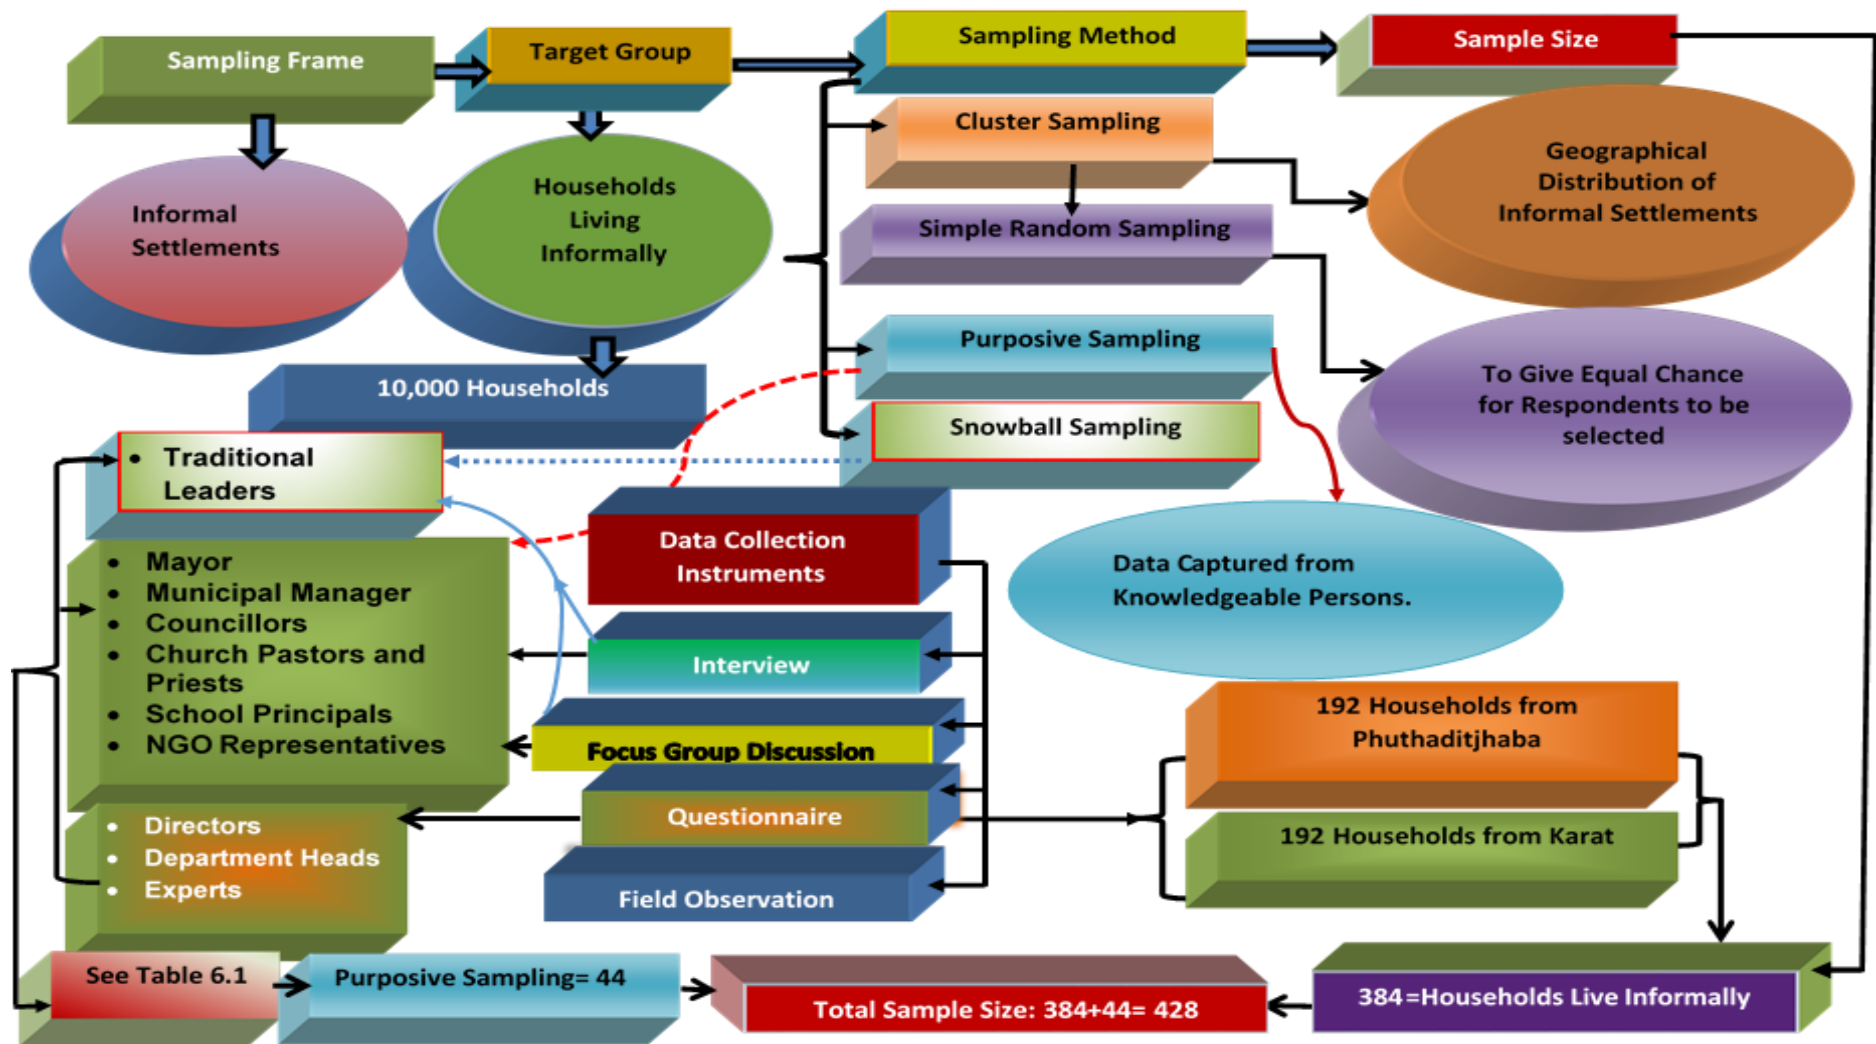 Sampling Frame
Target Group
Sampling Method
Sample Size
Informal
Settlements
Households
Living
Informally
Cluster Sampling
Geographical
Distribution of
Informal Settlements
Simple Random Sampling
Purposive Sampling
To Give Equal Chance
for Respondents to be
selected
10,000 Households
Snowball Sampling
• Traditional
Leaders
Data Collection
Instruments
Data Captured from
Knowledgeable Persons.
• Mayor
• Municipal Manager
• Councillors
• Church Pastors and
Priests
• School Principals
• NGO Representatives
Interview
Focus Group Discussion
Questionnaire
Field Observation
192 Households from
Phuthaditjhaba
192 Households from Karat
• Directors
• Department Heads
• Experts
See Table 6.1
Purposive Sampling= 44
Total Sample Size: 384+44= 428
384=Households Live Informally